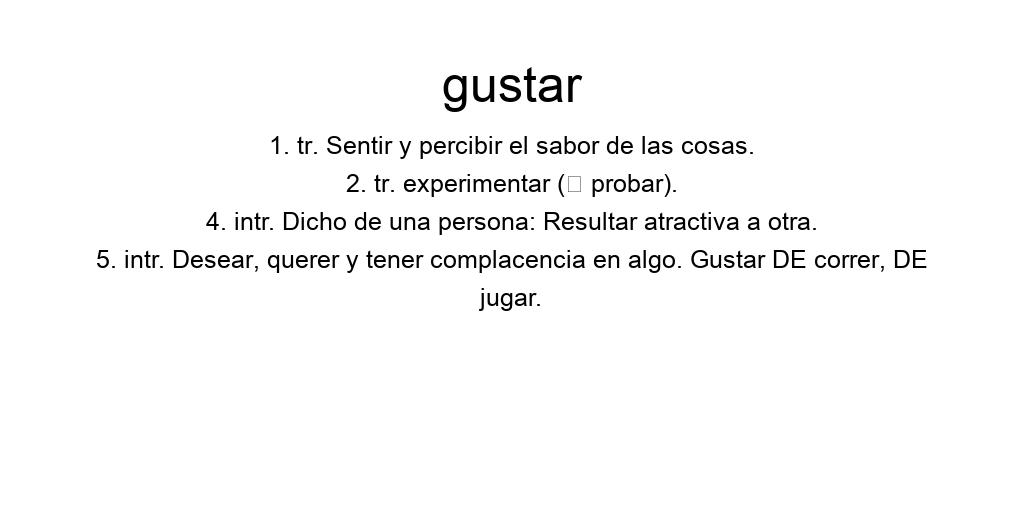 gustar
1. tr. Sentir y percibir el sabor de las cosas.
2. tr. experimentar (▯ probar).
4. intr. Dicho de una persona: Resultar atractiva a otra.
5. intr. Desear, querer y tener complacencia en algo. Gustar DE correr, DE
jugar.